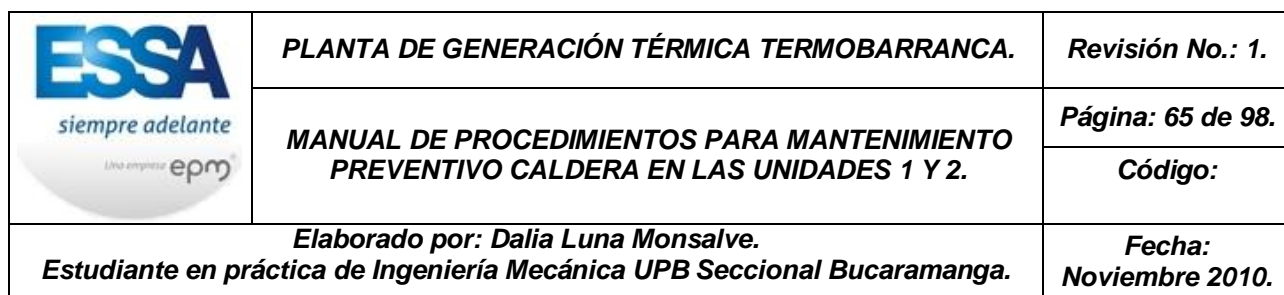 ESSA
siempre adelante
Una empresa epm®
PLANTA DE GENERACIÓN TÉRMICA TERMOBARRANCA.
MANUAL DE PROCEDIMIENTOS PARA MANTENIMIENTO
PREVENTIVO CALDERA EN LAS UNIDADES 1 Y 2.
Revisión No.: 1.
Página: 65 de 98.
Código:
Elaborado por: Dalia Luna Monsalve.
Estudiante en práctica de Ingeniería Mecánica UPB Seccional Bucaramanga.
Fecha:
Noviembre 2010.